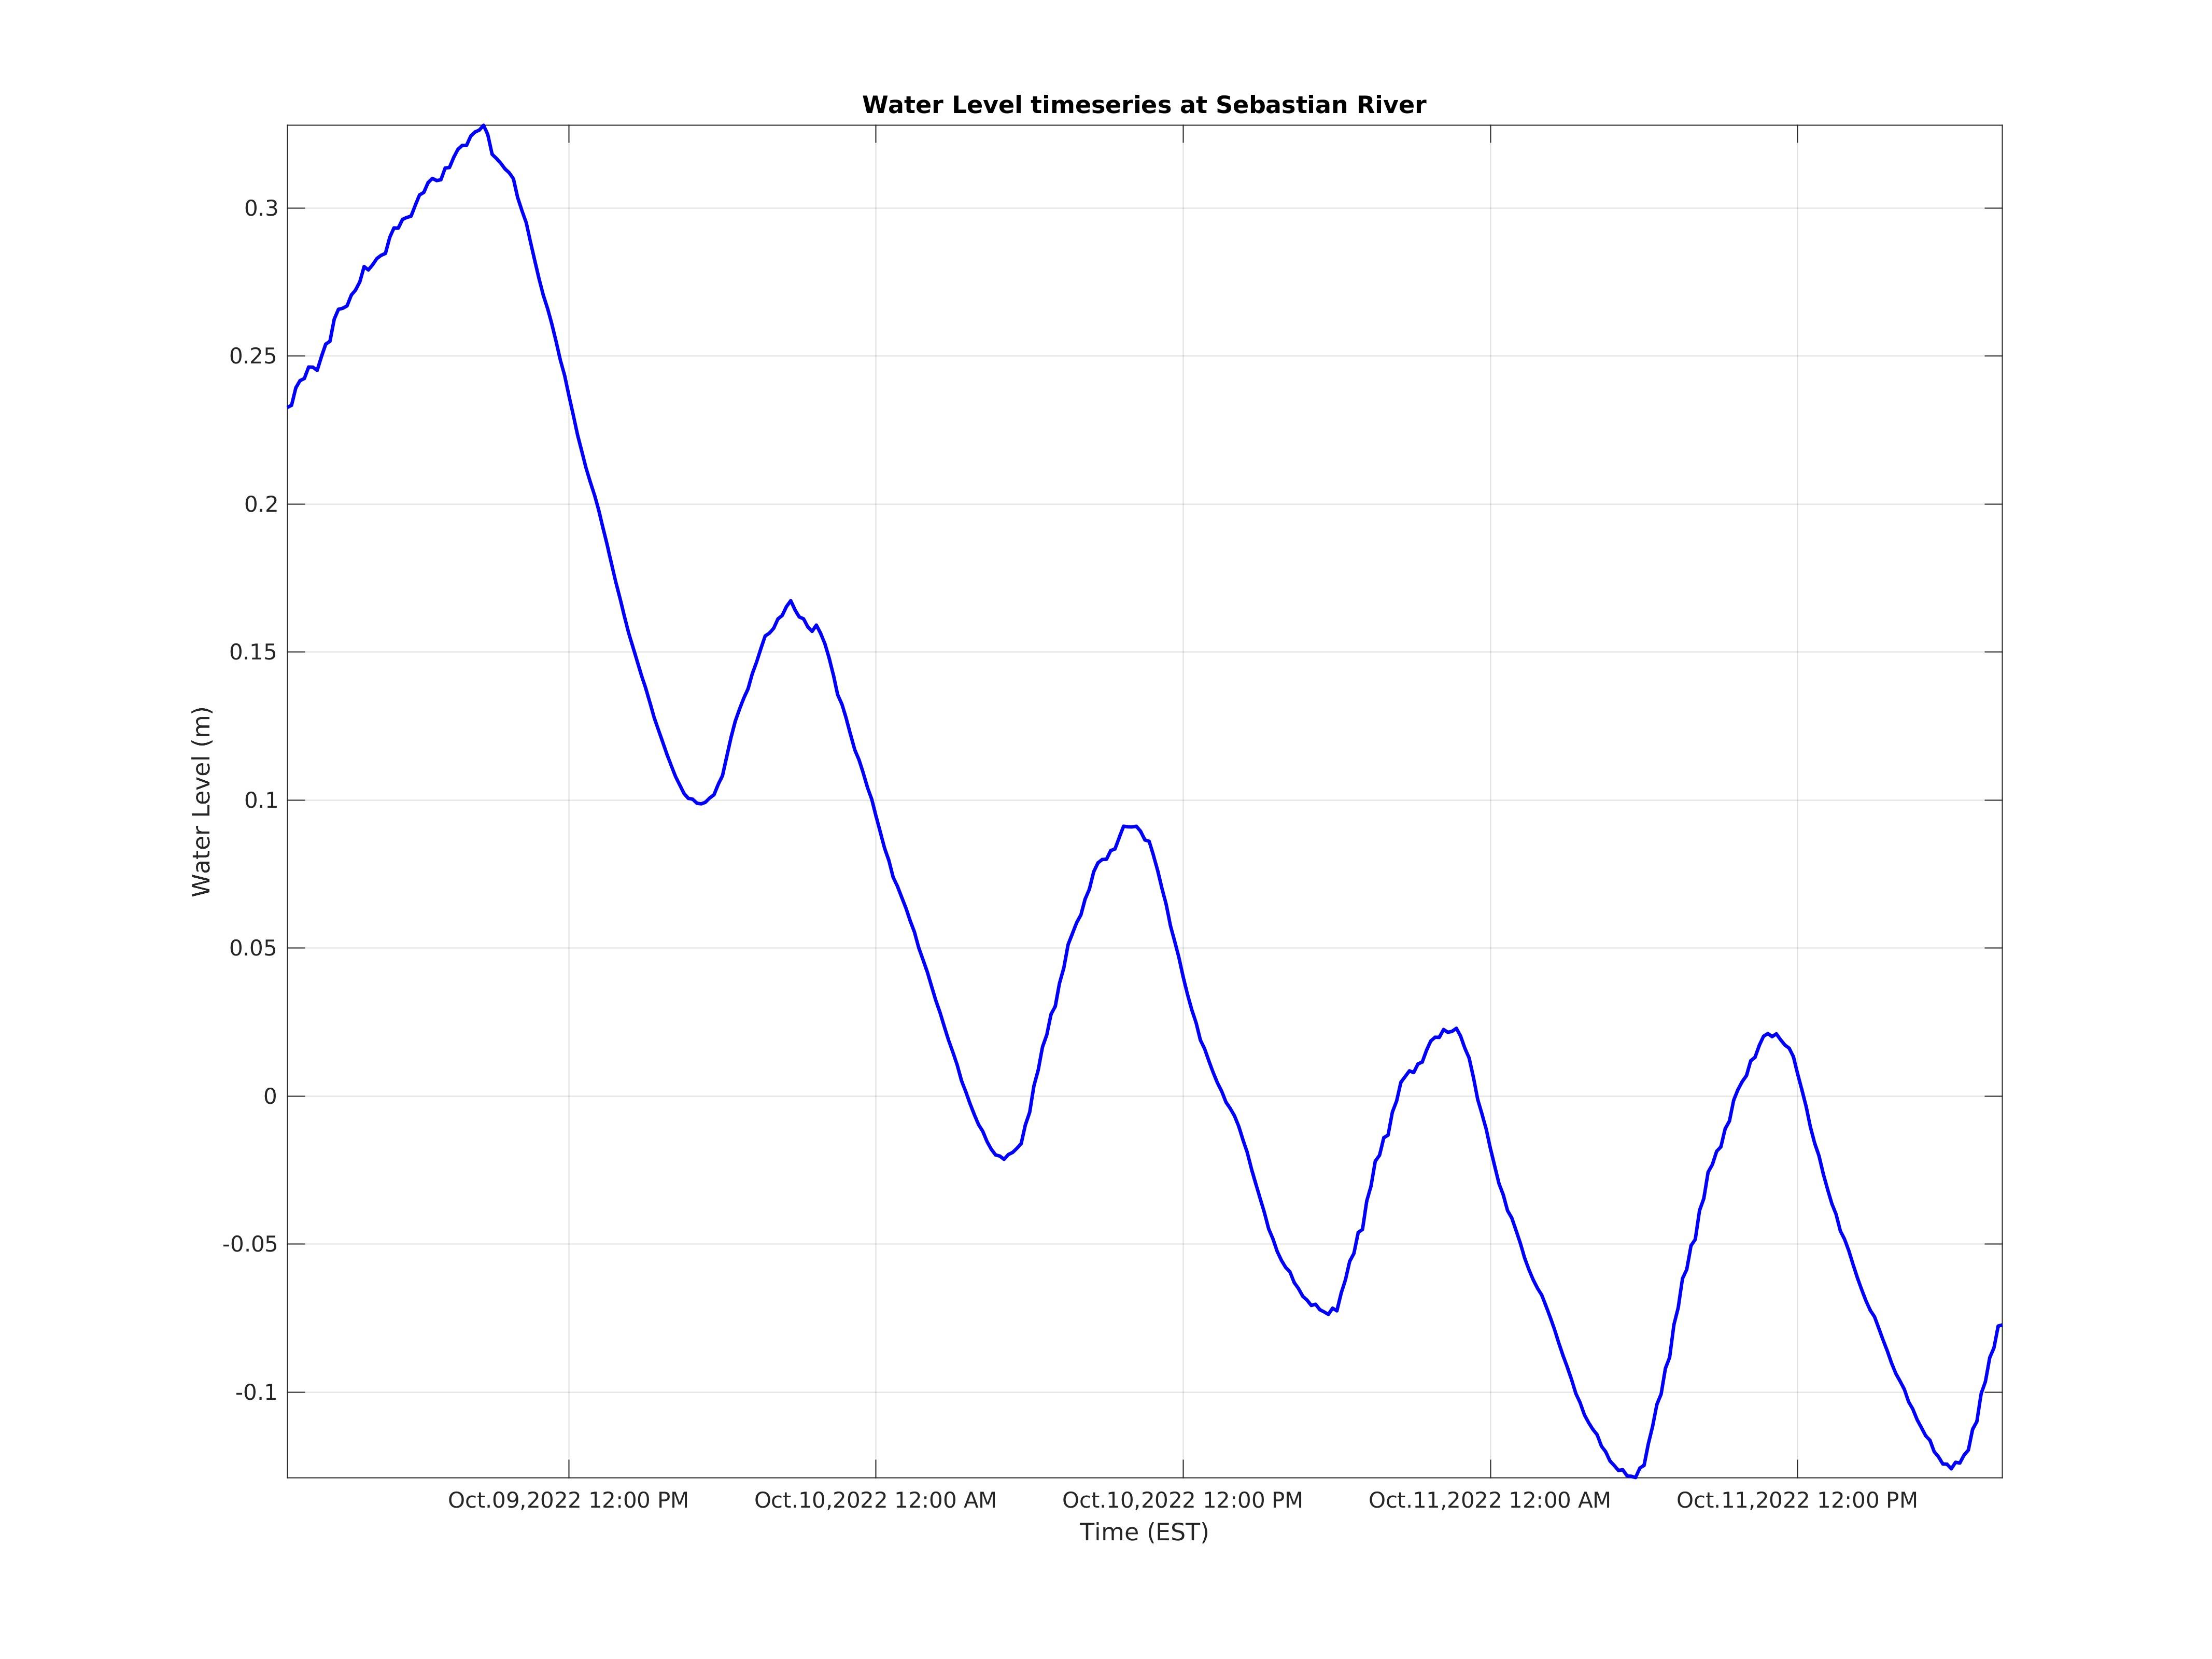 Water Level timeseries at Sebastian River
0.3
0.25
0.2
0.15
0.1
0.05
0
-0.05
-0.1
Water Level (m)
Oct.09,2022 12:00 PM Oct.10,2022 12:00 AM Oct.10,2022 12:00 PM Oct.11,2022 12:00 AM Oct.11,2022 12:00 PM
Time (EST)